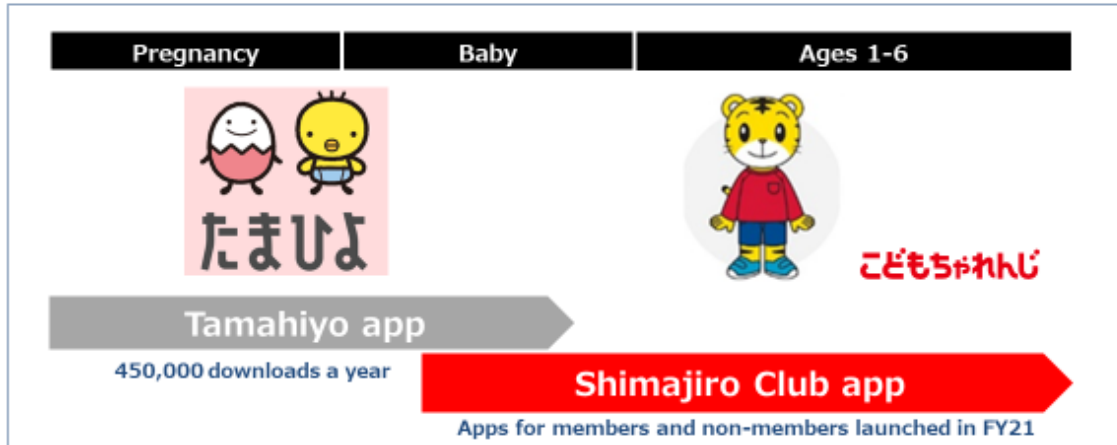 Pregnancy
Baby
Ages 1-6
たまひよ
こどもちゃれんじ
Tamahiyo app
450,000 downloads a year
Shimajiro Club app
Apps for members and non-members launched in FY21